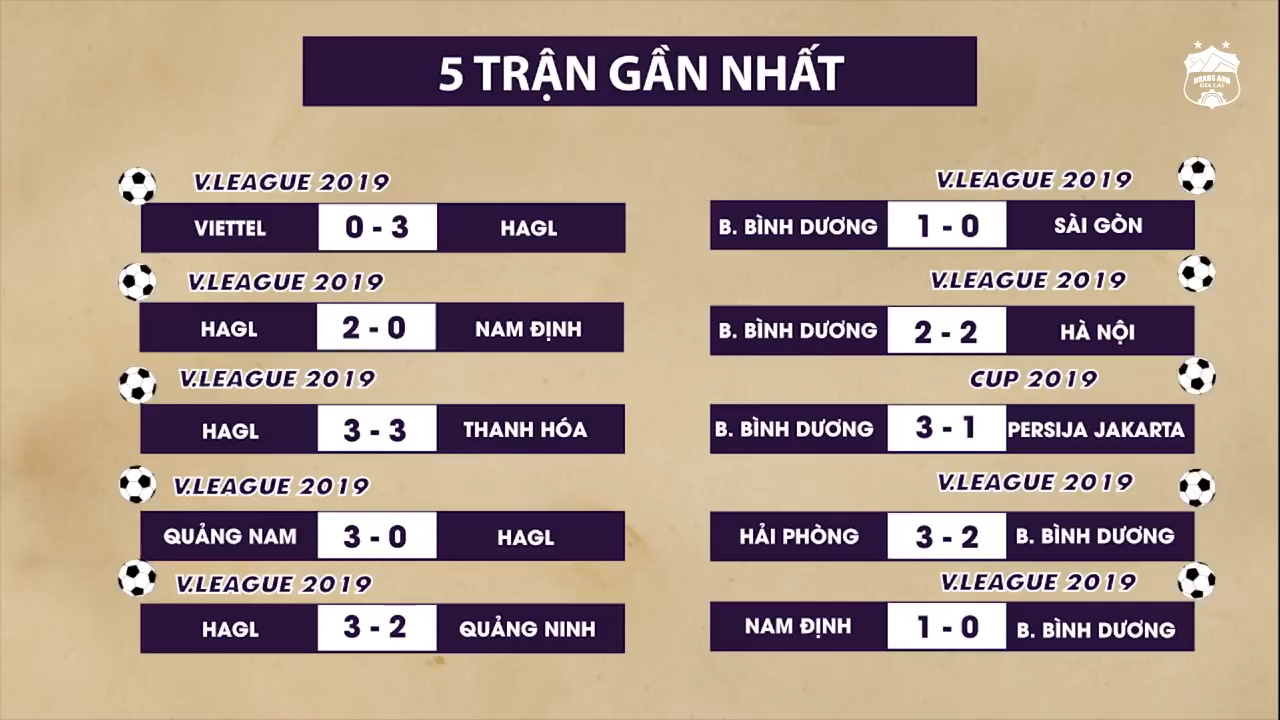 5 TRẬN GẦN NHẤT
HOANG ANH
GIA LAI
V.LEAGUE 2019
VIETTEL 0 - 3 HAGL
V.LEAGUE 2019
HAGL 2 - 0 NAM ĐỊNH
V.LEAGUE 2019
HAGL 3 - 3 THANH HÓA
V.LEAGUE 2019
QUẢNG NAM 3 - 0 HAGL
V.LEAGUE 2019
HAGL 3 - 2 QUẢNG NINH
V.LEAGUE 2019
B. BÌNH DƯƠNG 1 - 0 SÀI GÒN
V.LEAGUE 2019
B. BÌNH DƯƠNG 2 - 2 HÀ NỘI
CUP 2019
B. BÌNH DƯƠNG 3 - 1 PERSIJA JAKARTA
V.LEAGUE 2019
HẢI PHÒNG 3 - 2 B. BÌNH DƯƠNG
V.LEAGUE 2019
NAM ĐỊNH 1 - 0 B. BÌNH DƯƠNG